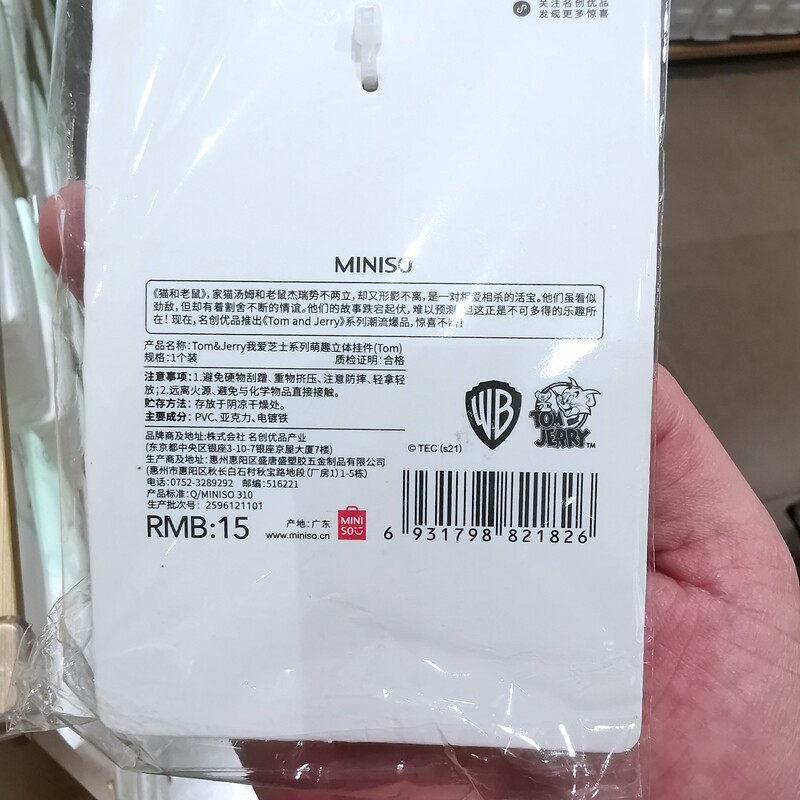 关注名创优品
发现更多惊喜
MINISO
《猫和老鼠》，家猫汤姆和老鼠杰瑞势不两立，却又形影不离，是一对相爱相杀的活宝。他们虽看似
劲敌，但却有着割舍不断的情谊。他们的故事跌宕起伏，难以预测，但这正是不可多得的乐趣所
在！现在，名创优品推出《Tom and Jerry》系列潮流爆品，惊喜不断！
产品名称：Tom&Jerry我爱芝士系列萌趣立体挂件(Tom)
规格：1个装 质检证明：合格
注意事项：1.避免硬物刮蹭、重物挤压、注意防摔、轻拿轻
放；2.远离火源、避免与化学物品直接接触。
贮存方法：存放于阴凉干燥处。
主要成分：PVC、亚克力、电镀铁
品牌商及地址：株式会社 名创优品产业
(东京都中央区银座3-10-7银座京屋大厦7楼)
生产商及地址：惠州惠阳区盛唐盛塑胶五金制品有限公司
(惠州市惠阳区秋长白石村秋宝路地段（厂房1）1-5栋)
电话：0752-3289292 邮编：516221
产品标准：Q/MINISO 310
生产批次号：2596121101
RMB:15
产地：广东
www.miniso.cn
MINI
SO
WB
TOM
AND
JERRY™
© TEC (s21)
6 931798 821826